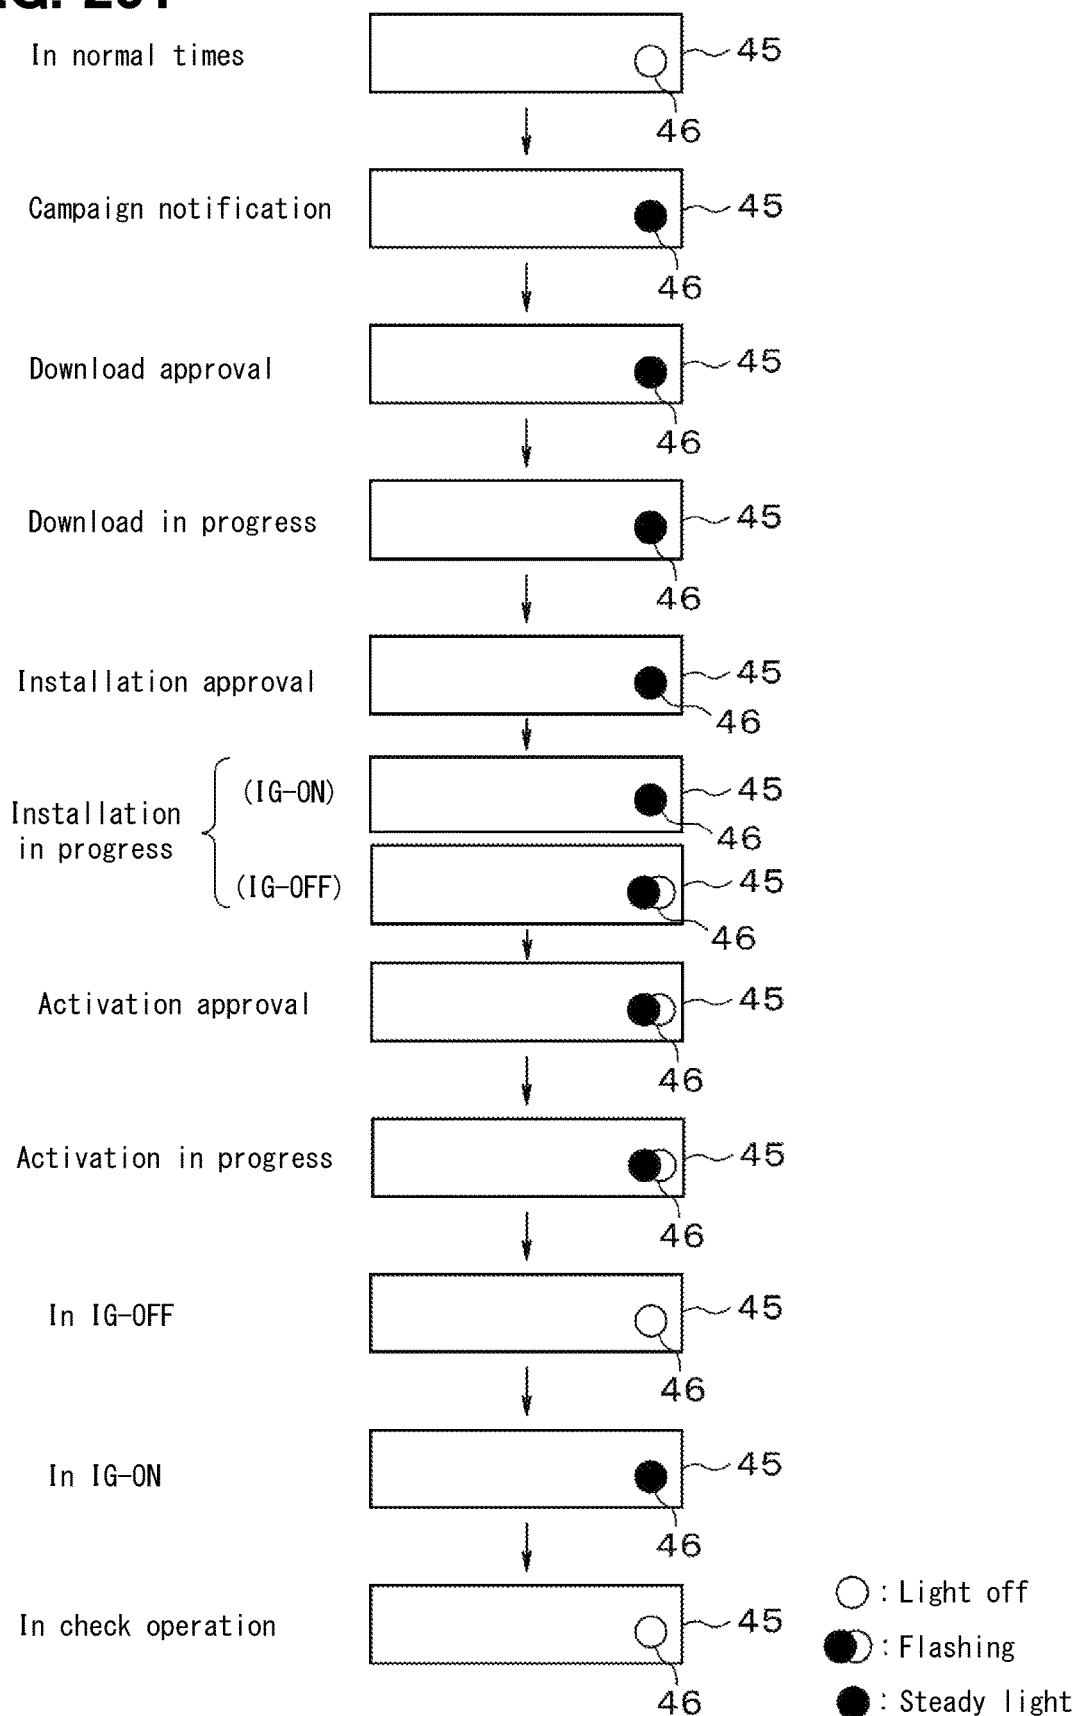 In normal times
45
46
Campaign notification
45
46
Download approval
45
46
Download in progress
45
46
Installation approval
45
46
Installation
in progress
(IG-ON)
45
46
(IG-OFF)
45
46
Activation approval
45
46
Activation in progress
45
46
In IG-OFF
45
46
In IG-ON
45
46
In check operation
45
46
: Light off
: Flashing
: Steady light